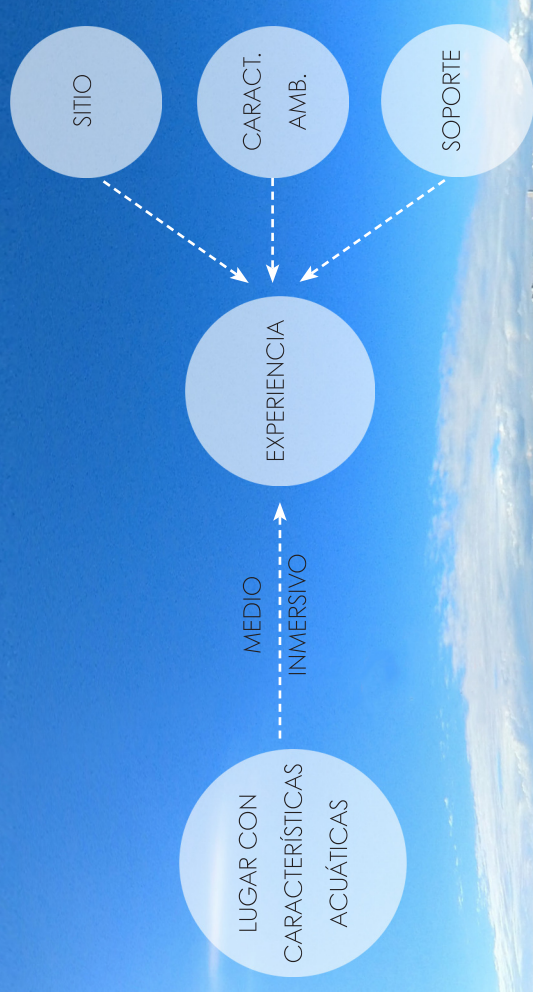 LUGAR CON
CARACTERÍSTICAS
ACUÁTICAS
MEDIO
INMERSIVO
EXPERIENCIA
SITIO
CARACT.
AMB.
SOPORTE